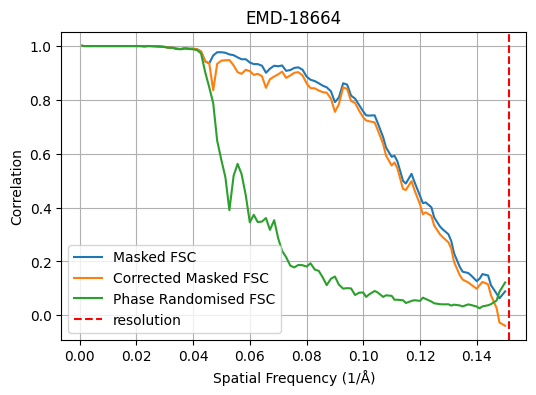 EMD-18664
Correlation
1.0
0.8
0.6
0.4
0.2
0.0
Masked FSC
Corrected Masked FSC
Phase Randomised FSC
resolution
0.00 0.02 0.04 0.06 0.08 0.10 0.12 0.14
Spatial Frequency (1/Å)